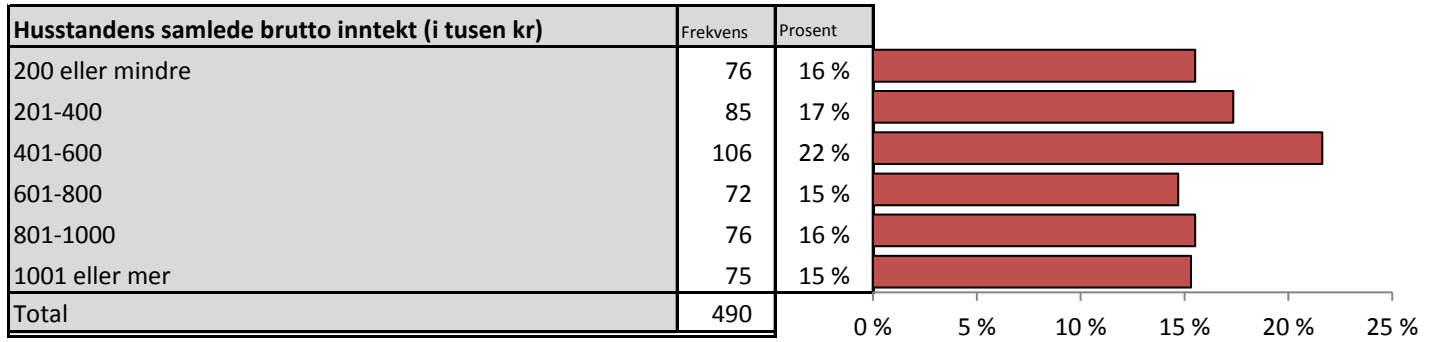 Husstandens samlede brutto inntekt (i tusen kr) Frekvens Prosent
200 eller mindre 76 16 %
201-400 85 17 %
401-600 106 22 %
601-800 72 15 %
801-1000 76 16 %
1001 eller mer 75 15 %
Total 490
0 % 5 % 10 % 15 % 20 % 25 %